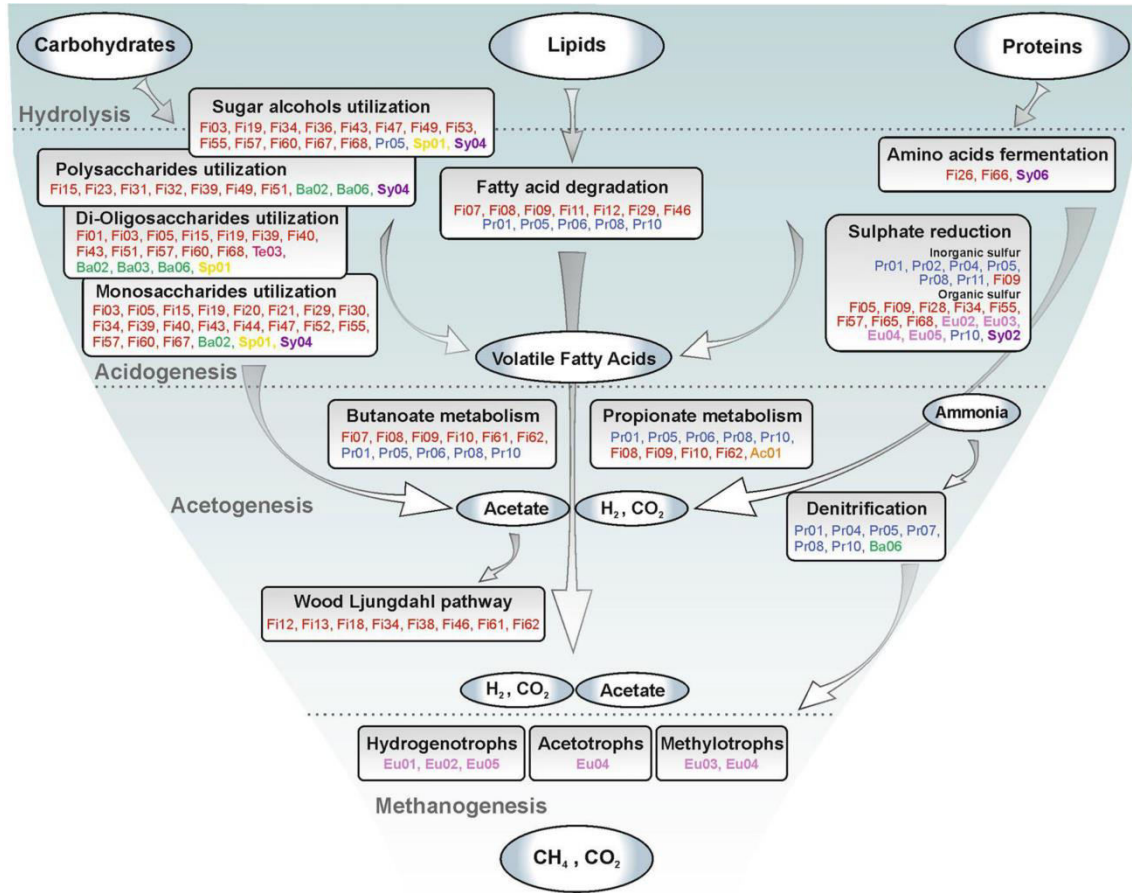 Carbohydrates
Lipids
Proteins
Hydrolysis
Sugar alcohols utilization
Fi03, Fi19, Fi34, Fi36, Fi43, Fi47, Fi49, Fi53,
Fi55, Fi57, Fi60, Fi67, Fi68, Pr05, Sp01, Sy04
Polysaccharides utilization
Fi15, Fi23, Fi31, Fi32, Fi39, Fi49, Fi51, Ba02, Ba06, Sy04
Di-Oligosaccharides utilization
Fi01, Fi03, Fi05, Fi15, Fi19, Fi39, Fi40,
Fi43, Fi51, Fi57, Fi60, Fi68, Te03,
Ba02, Ba03, Ba06, Sp01
Monosaccharides utilization
Fi03, Fi05, Fi15, Fi19, Fi20, Fi21, Fi29, Fi30,
Fi34, Fi39, Fi40, Fi43, Fi44, Fi47, Fi52, Fi55,
Fi57, Fi60, Fi67, Ba02, Sp01, Sy04
Fatty acid degradation
Fi07, Fi08, Fi09, Fi11, Fi12, Fi29, Fi46
Pr01, Pr05, Pr06, Pr08, Pr10
Amino acids fermentation
Fi26, Fi66, Sy06
Sulphate reduction
Inorganic sulfur
Pr01, Pr02, Pr04, Pr05,
Pr08, Pr11, Fi09
Organic sulfur
Fi05, Fi09, Fi28, Fi34, Fi55,
Fi57, Fi65, Fi68, Eu02, Eu03,
Eu04, Eu05, Pr10, Sy02
Volatile Fatty Acids
Acidogenesis
Butanoate metabolism
Fi07, Fi08, Fi09, Fi10, Fi61, Fi62,
Pr01, Pr05, Pr06, Pr08, Pr10
Propionate metabolism
Pr01, Pr05, Pr06, Pr08, Pr10,
Fi08, Fi09, Fi10, Fi62, Ac01
Ammonia
Acetogenesis
Acetate
H₂, CO₂
Denitrification
Pr01, Pr04, Pr05, Pr07,
Pr08, Pr10, Ba06
Wood Ljungdahl pathway
Fi12, Fi13, Fi18, Fi34, Fi38, Fi46, Fi61, Fi62
H₂, CO₂
Acetate
Hydrogenotrophs
Eu01, Eu02, Eu05
Acetotrophs
Eu04
Methylotrophs
Eu03, Eu04
Methanogenesis
CH₄ , CO₂